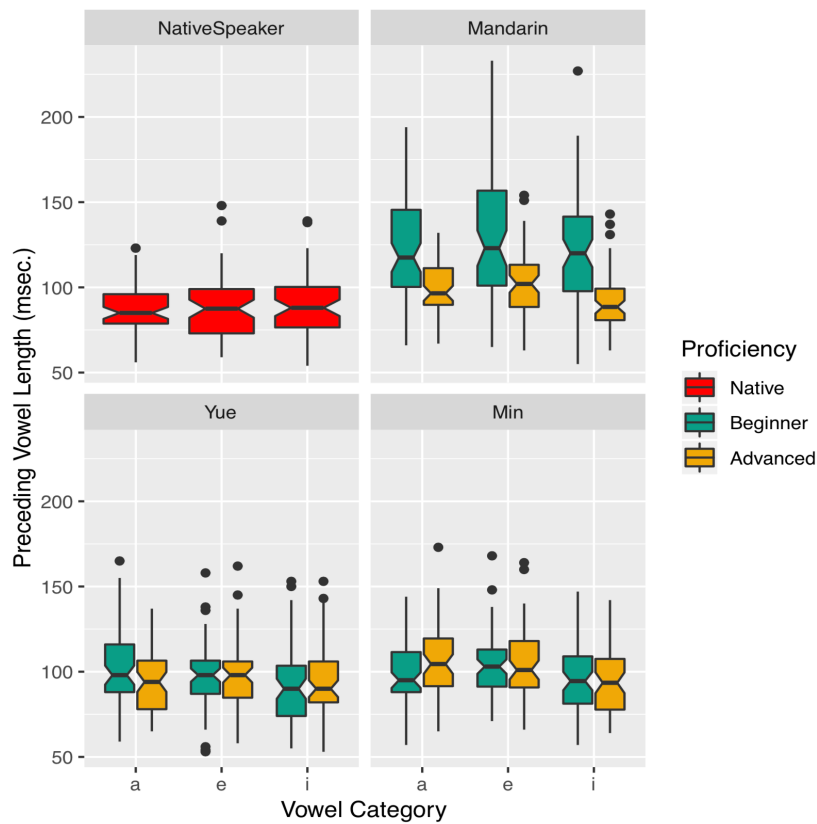 NativeSpeaker
Mandarin
200
150
100
50
Yue
Min
200
150
100
50
a
e
i
a
e
i
Vowel Category
Preceding Vowel Length (msec.)
Proficiency
Native
Beginner
Advanced